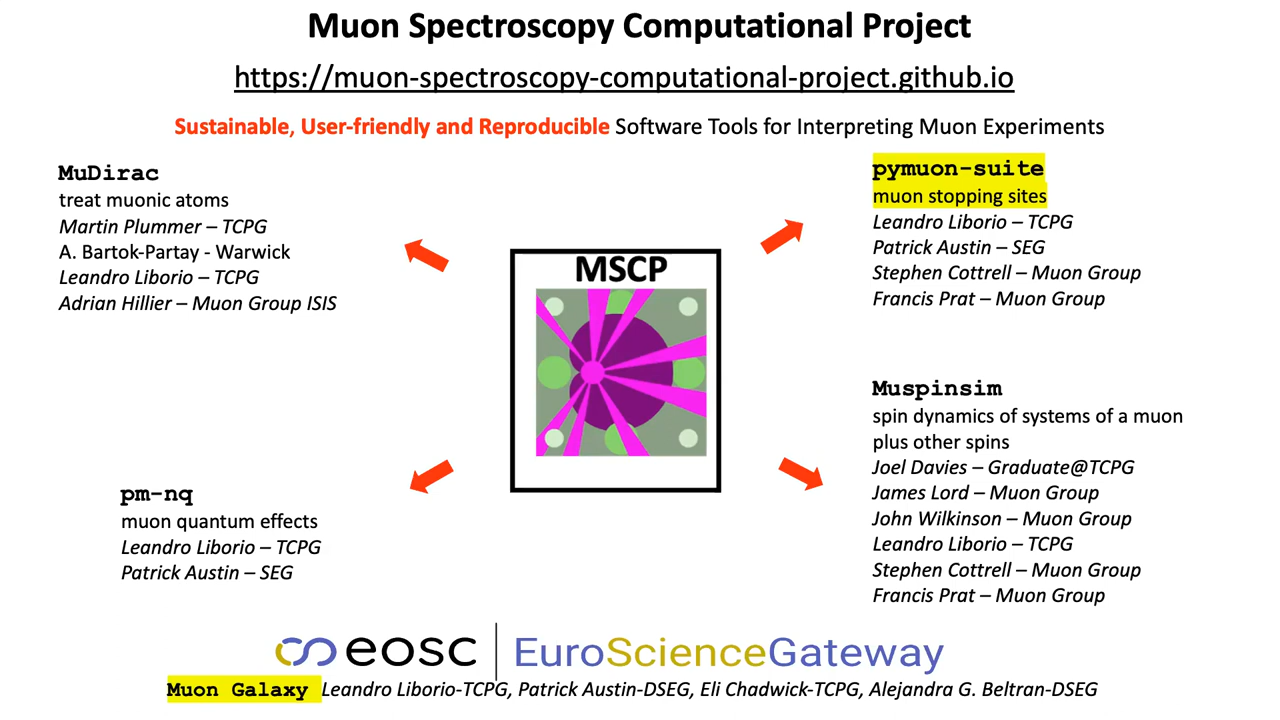 Muon Spectroscopy Computational Project
https://muon-spectroscopy-computational-project.github.io
Sustainable, User-friendly and Reproducible Software Tools for Interpreting Muon Experiments
MuDirac
treat muonic atoms
Martin Plummer – TCPG
A. Bartok-Partay - Warwick
Leandro Liborio – TCPG
Adrian Hillier – Muon Group ISIS
pymuon-suite
muon stopping sites
Leandro Liborio – TCPG
Patrick Austin – SEG
Stephen Cottrell – Muon Group
Francis Prat – Muon Group
MSCP
pm-nq
muon quantum effects
Leandro Liborio – TCPG
Patrick Austin – SEG
Muspinsim
spin dynamics of systems of a muon
plus other spins
Joel Davies – Graduate@TCPG
James Lord – Muon Group
John Wilkinson – Muon Group
Leandro Liborio – TCPG
Stephen Cottrell – Muon Group
Francis Prat – Muon Group
eosc | EuroScienceGateway
Muon Galaxy Leandro Liborio-TCPG, Patrick Austin-DSEG, Eli Chadwick-TCPG, Alejandra G. Beltran-DSEG